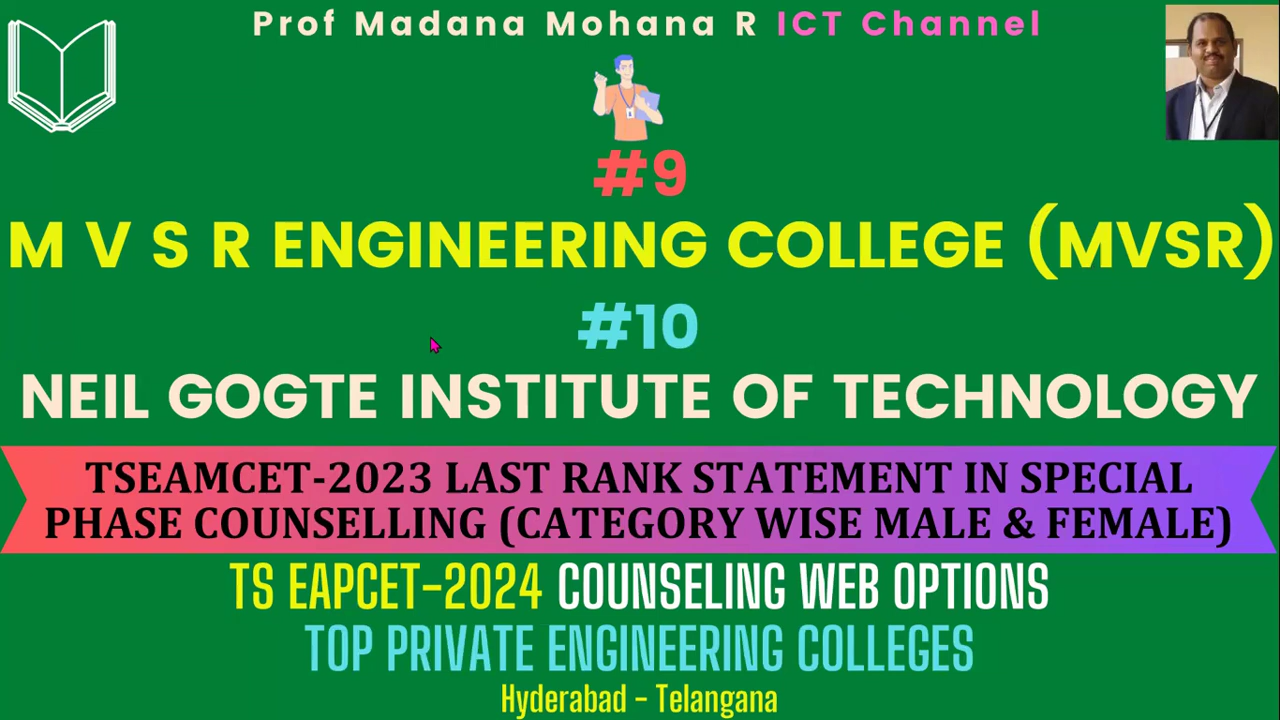 Prof Madana Mohana R ICT Channel
#9
M V S R ENGINEERING COLLEGE (MVSR)
#10
NEIL GOGTE INSTITUTE OF TECHNOLOGY
TSEAMCET-2023 LAST RANK STATEMENT IN SPECIAL
PHASE COUNSELLING (CATEGORY WISE MALE & FEMALE)
TS EAPCET-2024 COUNSELING WEB OPTIONS
TOP PRIVATE ENGINEERING COLLEGES
Hyderabad - Telangana